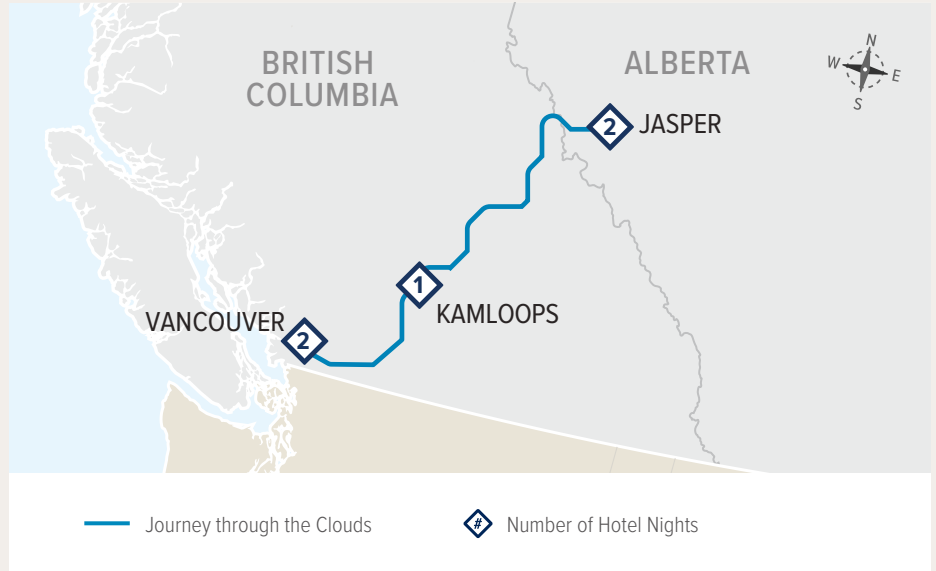 BRITISH
COLUMBIA
ALBERTA
N
W
E
S
2
JASPER
1
KAMLOOPS
VANCOUVER
2
Journey through the Clouds
#
Number of Hotel Nights